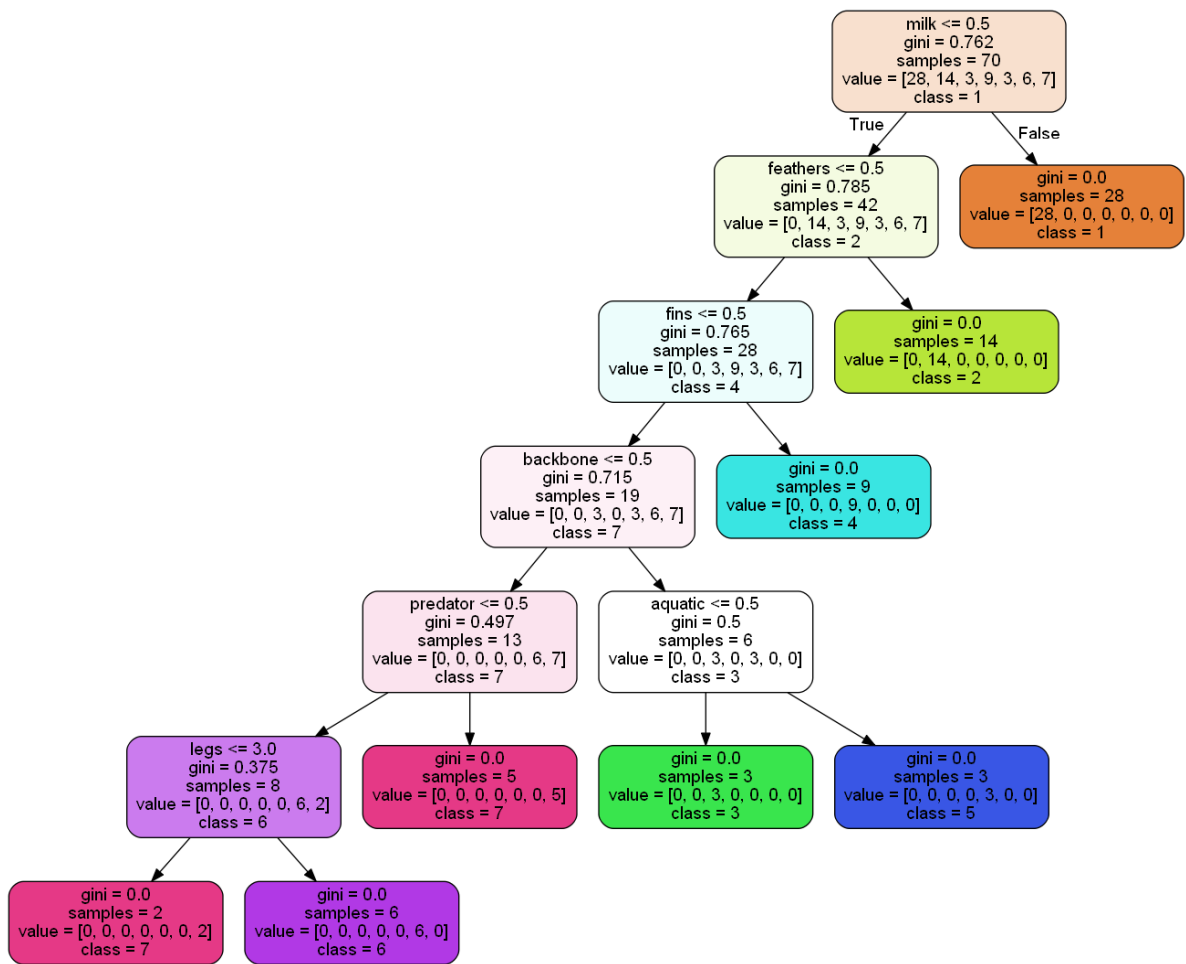 milk <= 0.5
gini = 0.762
samples = 70
value = [28, 14, 3, 9, 3, 6, 7]
class = 1
True
False
feathers <= 0.5
gini = 0.785
samples = 42
value = [0, 14, 3, 9, 3, 6, 7]
class = 2
gini = 0.0
samples = 28
value = [28, 0, 0, 0, 0, 0, 0]
class = 1
fins <= 0.5
gini = 0.765
samples = 28
value = [0, 0, 3, 9, 3, 6, 7]
class = 4
gini = 0.0
samples = 14
value = [0, 14, 0, 0, 0, 0, 0]
class = 2
backbone <= 0.5
gini = 0.715
samples = 19
value = [0, 0, 3, 0, 3, 6, 7]
class = 7
gini = 0.0
samples = 9
value = [0, 0, 0, 9, 0, 0, 0]
class = 4
predator <= 0.5
gini = 0.497
samples = 13
value = [0, 0, 0, 0, 0, 6, 7]
class = 7
aquatic <= 0.5
gini = 0.5
samples = 6
value = [0, 0, 3, 0, 3, 0, 0]
class = 3
legs <= 3.0
gini = 0.375
samples = 8
value = [0, 0, 0, 0, 0, 6, 2]
class = 6
gini = 0.0
samples = 5
value = [0, 0, 0, 0, 0, 0, 5]
class = 7
gini = 0.0
samples = 3
value = [0, 0, 3, 0, 0, 0, 0]
class = 3
gini = 0.0
samples = 3
value = [0, 0, 0, 0, 3, 0, 0]
class = 5
gini = 0.0
samples = 2
value = [0, 0, 0, 0, 0, 0, 2]
class = 7
gini = 0.0
samples = 6
value = [0, 0, 0, 0, 0, 6, 0]
class = 6